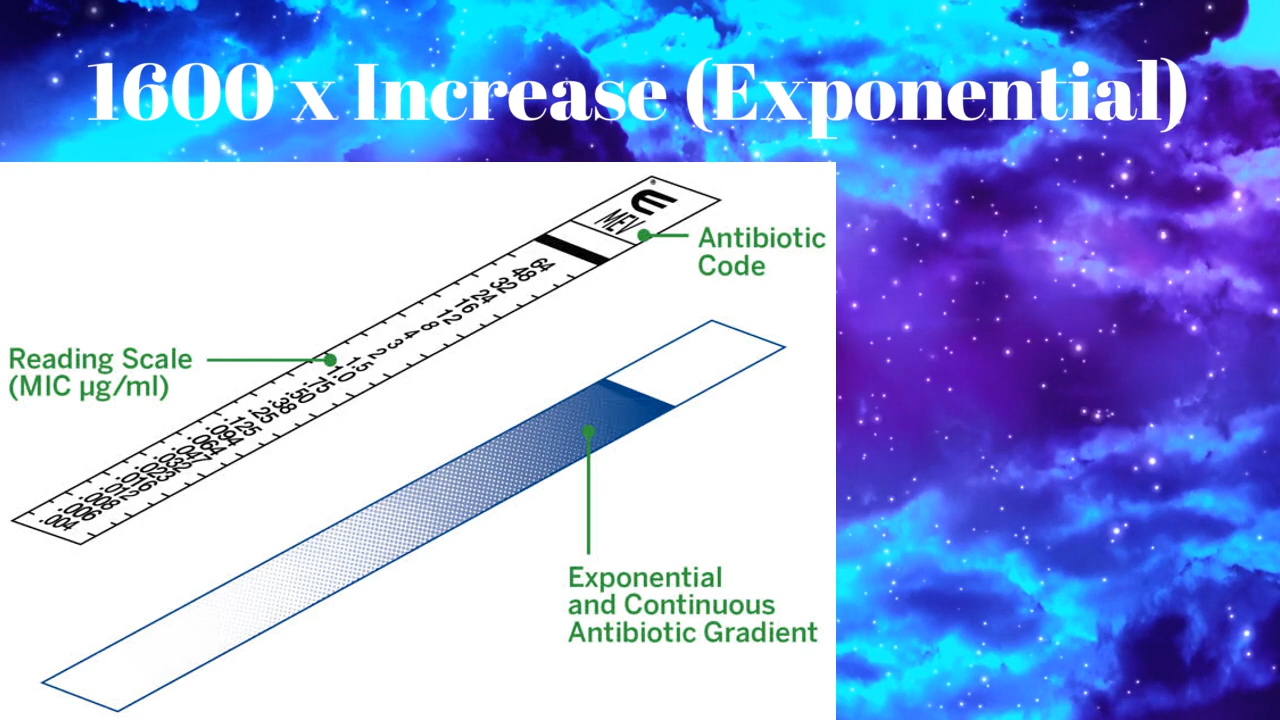 1600 x Increase (Exponential)
E
®
MEV
Antibiotic
Code
64
48
32
24
16
12
8
4
3
2
1.5
1.0
.75
.50
.38
.25
.125
.094
.064
.047
.032
.023
.016
.012
.008
.006
.004
Reading Scale
(MIC µg/ml)
Exponential
and Continuous
Antibiotic Gradient